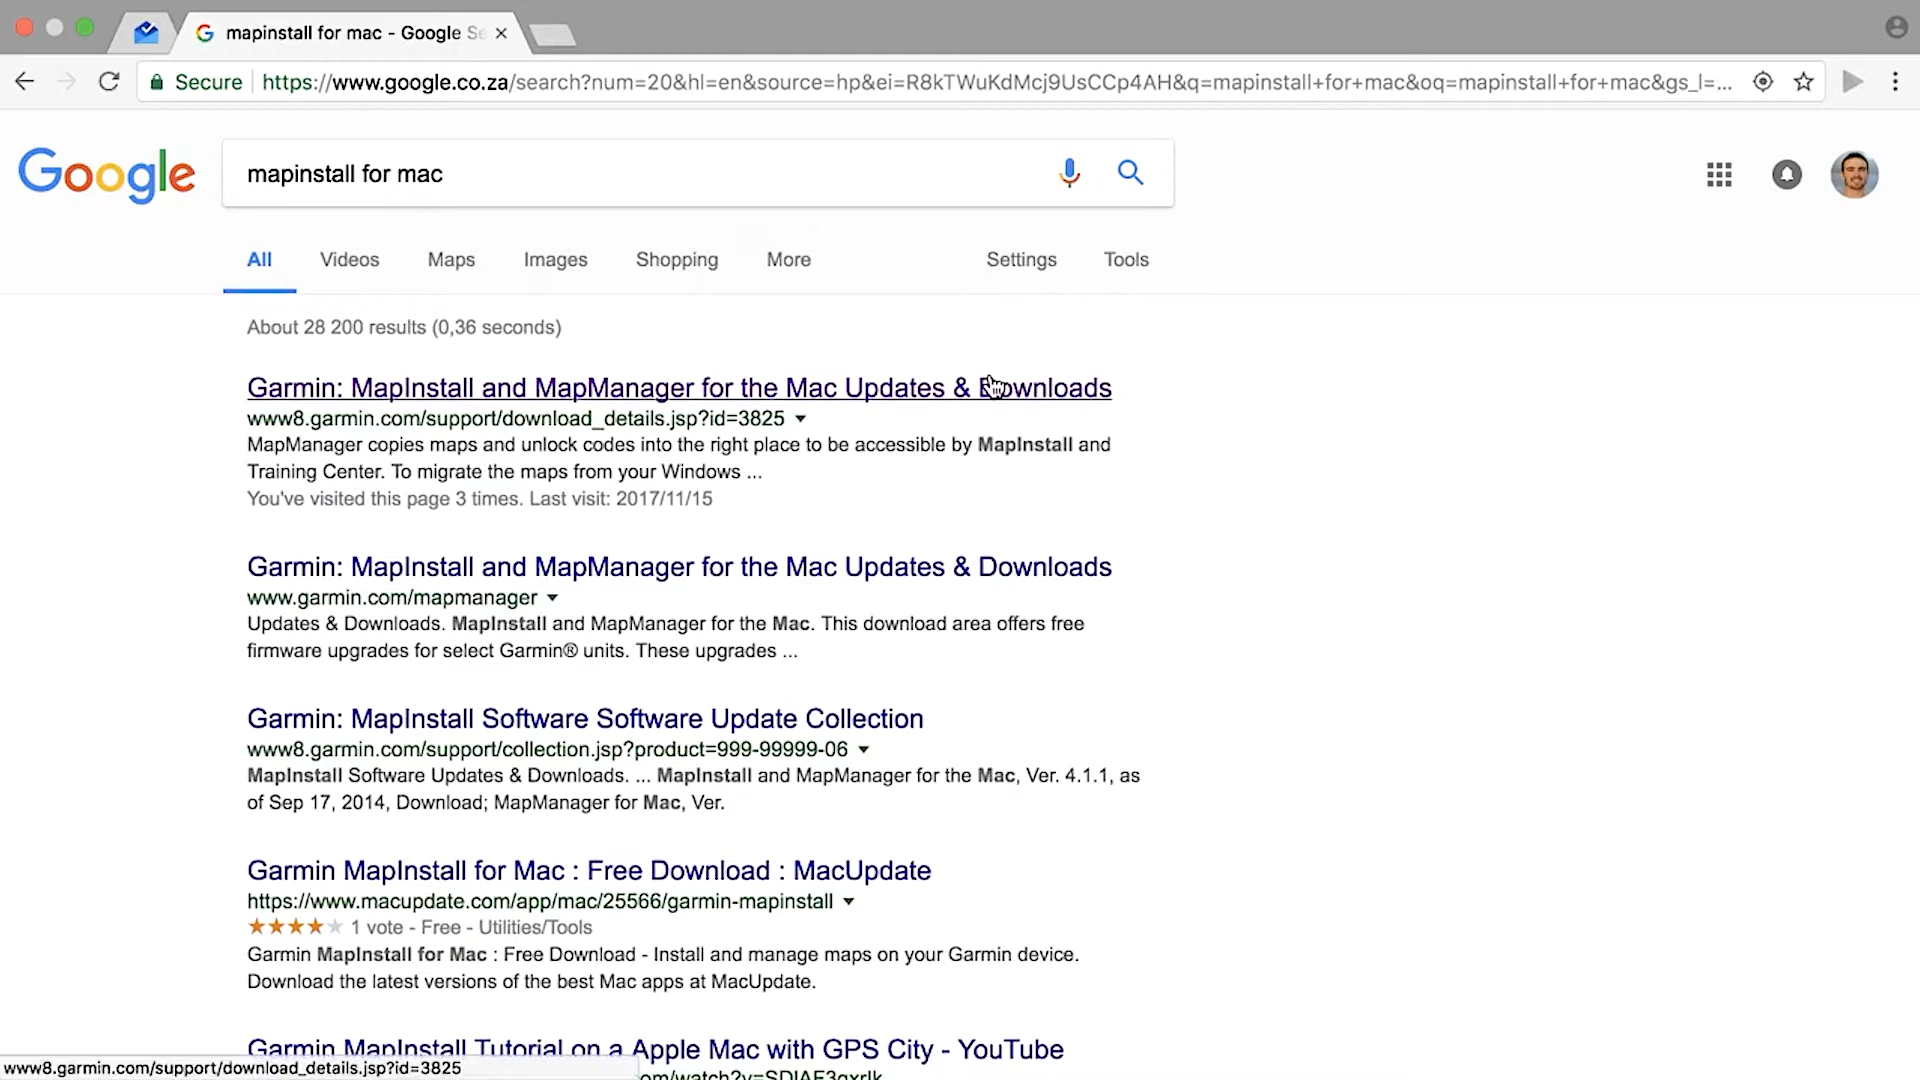 mapinstall for mac - Google Se
Secure https://www.google.co.za/search?num=20&hl=en&source=hp&ei=R8kTWuKdMcj9UsCCp4AH&q=mapinstall+for+mac&oq=mapinstall+for+mac&gs_l=...
Google
mapinstall for mac
All Videos Maps Images Shopping More Settings Tools
About 28 200 results (0,36 seconds)
Garmin: MapInstall and MapManager for the Mac Updates & Downloads
www8.garmin.com/support/download_details.jsp?id=3825
MapManager copies maps and unlock codes into the right place to be accessible by MapInstall and
Training Center. To migrate the maps from your Windows ...
You've visited this page 3 times. Last visit: 2017/11/15
Garmin: MapInstall and MapManager for the Mac Updates & Downloads
www.garmin.com/mapmanager
Updates & Downloads. MapInstall and MapManager for the Mac. This download area offers free
firmware upgrades for select Garmin® units. These upgrades ...
Garmin: MapInstall Software Software Update Collection
www8.garmin.com/support/collection.jsp?product=999-99999-06
MapInstall Software Updates & Downloads. ... MapInstall and MapManager for the Mac, Ver. 4.1.1, as
of Sep 17, 2014, Download; MapManager for Mac, Ver.
Garmin MapInstall for Mac : Free Download : MacUpdate
https://www.macupdate.com/app/mac/25566/garmin-mapinstall
1 vote - Free - Utilities/Tools
Garmin MapInstall for Mac : Free Download - Install and manage maps on your Garmin device.
Download the latest versions of the best Mac apps at MacUpdate.
Garmin MapInstall Tutorial on a Apple Mac with GPS City - YouTube
www8.garmin.com/support/download_details.jsp?id=3825